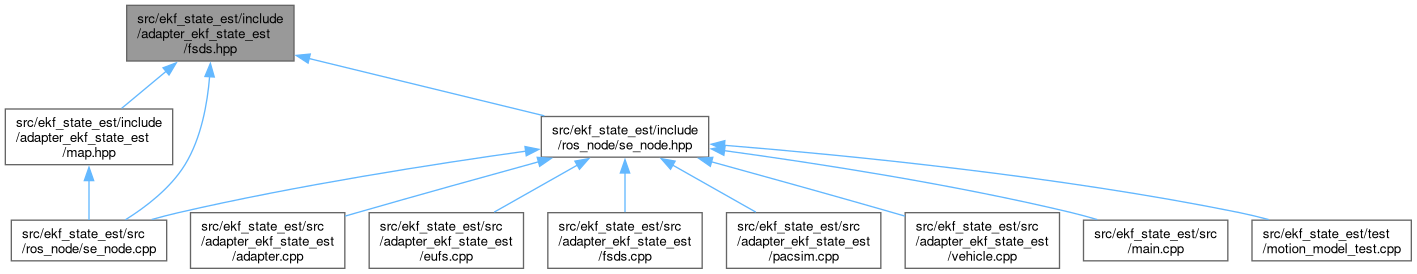 src/ekf_state_est/include
/adapter_ekf_state_est
/fsds.hpp
src/ekf_state_est/include
/adapter_ekf_state_est
/map.hpp
src/ekf_state_est/include
/ros_node/se_node.hpp
src/ekf_state_est/src
/ros_node/se_node.cpp
src/ekf_state_est/src
/adapter_ekf_state_est
/adapter.cpp
src/ekf_state_est/src
/adapter_ekf_state_est
/eufs.cpp
src/ekf_state_est/src
/adapter_ekf_state_est
/fsds.cpp
src/ekf_state_est/src
/adapter_ekf_state_est
/pacsim.cpp
src/ekf_state_est/src
/adapter_ekf_state_est
/vehicle.cpp
src/ekf_state_est/src
/main.cpp
src/ekf_state_est/test
/motion_model_test.cpp